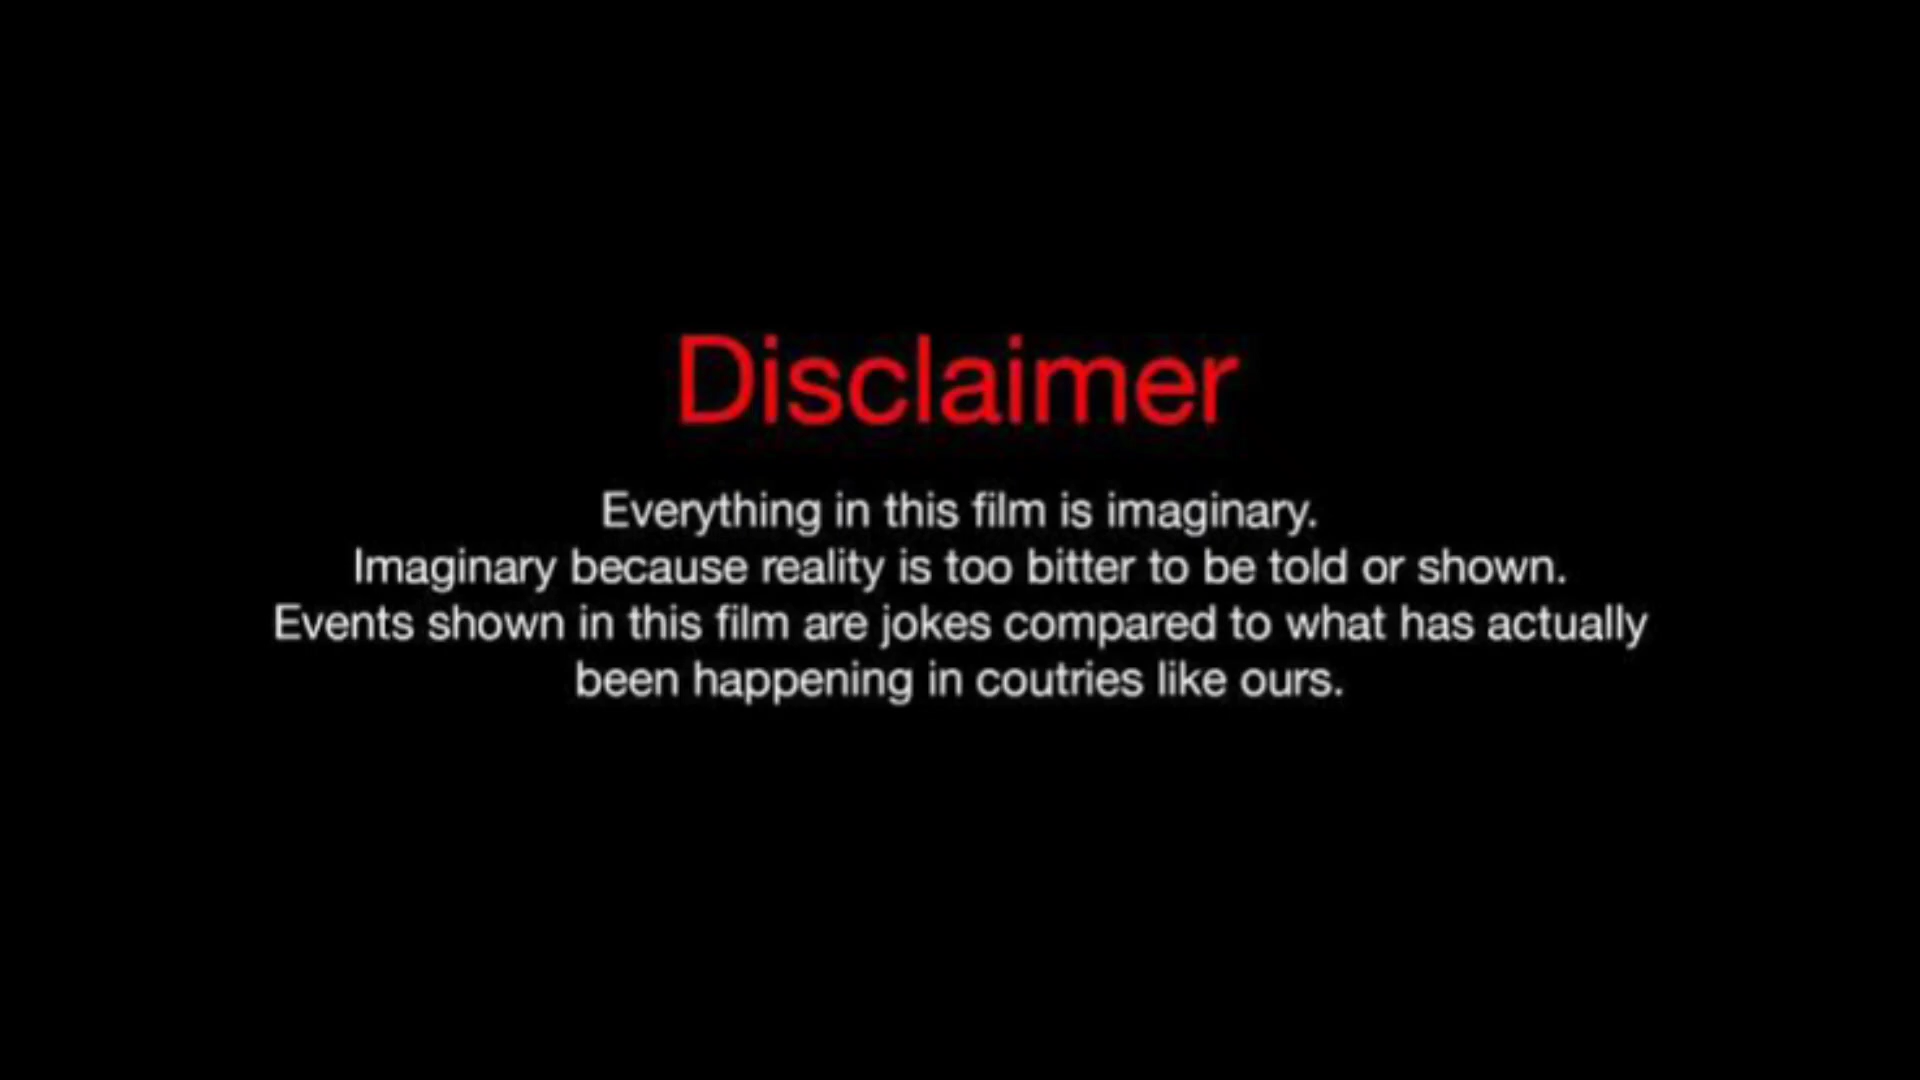 Disclaimer
Everything in this film is imaginary.
Imaginary because reality is too bitter to be told or shown.
Events shown in this film are jokes compared to what has actually
been happening in coutries like ours.